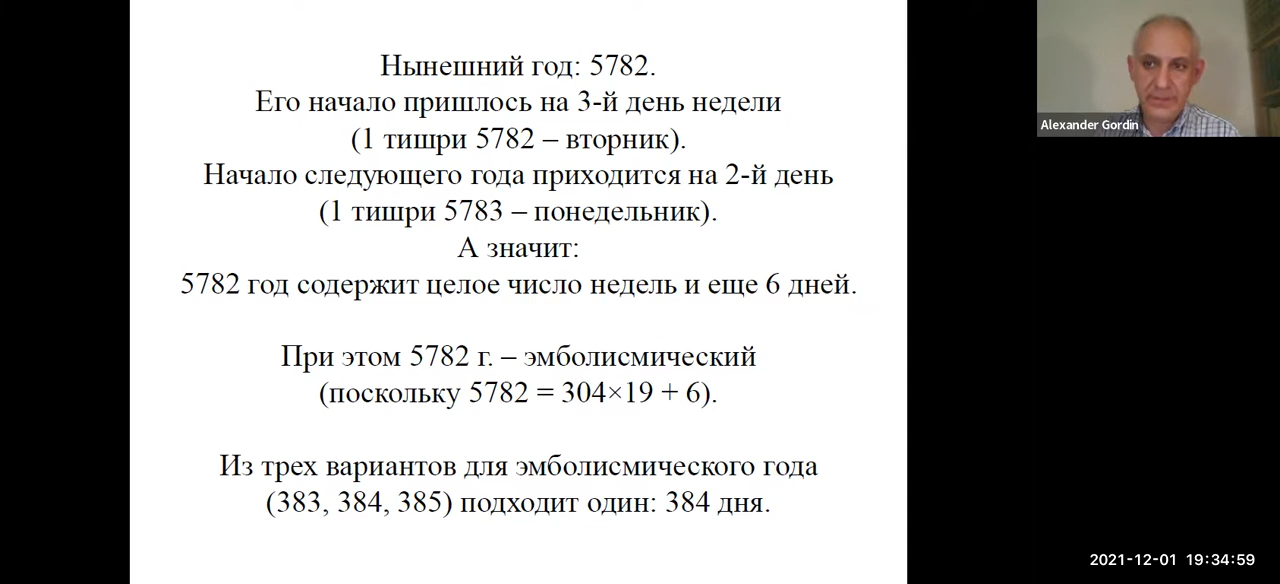 Нынешний год: 5782.
Его начало пришлось на 3-й день недели
(1 тишри 5782 – вторник).
Начало следующего года приходится на 2-й день
(1 тишри 5783 – понедельник).
А значит:
5782 год содержит целое число недель и еще 6 дней.
При этом 5782 г. – эмболисмический
(поскольку 5782 = 304×19 + 6).
Из трех вариантов для эмболисмического года
(383, 384, 385) подходит один: 384 дня.
Alexander Gordin
2021-12-01 19:34:59